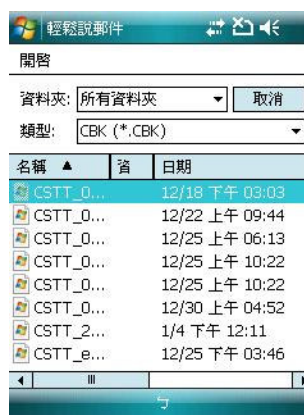 輕鬆說郵件
開啓
資料夾: 所有資料夾 取消
類型: CBK (*.CBK)
名稱 ▲ 資 日期
CSTT_0... 12/18 下午 03:03
CSTT_0... 12/22 上午 09:44
CSTT_0... 12/25 上午 06:13
CSTT_0... 12/25 上午 10:22
CSTT_0... 12/25 上午 10:22
CSTT_0... 12/30 上午 04:52
CSTT_2... 1/4 下午 12:11
CSTT_e... 12/25 下午 03:46